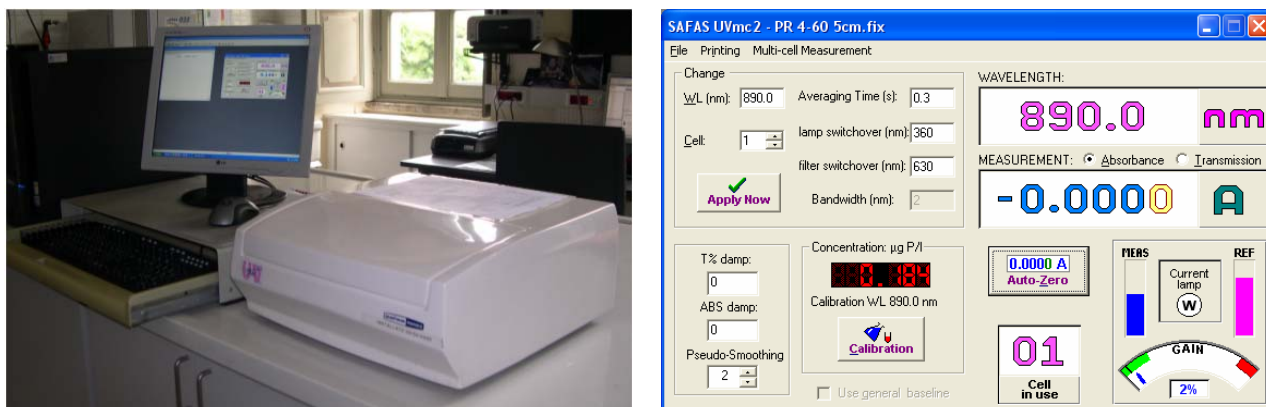 SAFAS UVmc2 - PR 4-60 5cm.fix
File Printing Multi-cell Measurement
Change
WL (nm): 890.0
Averaging Time (s): 0.3
Cell: 1
lamp switchover (nm): 360
filter switchover (nm): 630
Apply Now
Bandwidth (nm): 2
WAVELENGTH:
890.0 nm
MEASUREMENT: Absorbance Transmission
-0.0000 A
T% damp:
0
ABS damp:
0
Pseudo-Smoothing
2
Concentration: µg P/l
0.184
Calibration WL 890.0 nm
Calibration
Use general baseline
0.0000 A
Auto-Zero
01
Cell
in use
MEAS
REF
Current
lamp
W
GAIN
2%